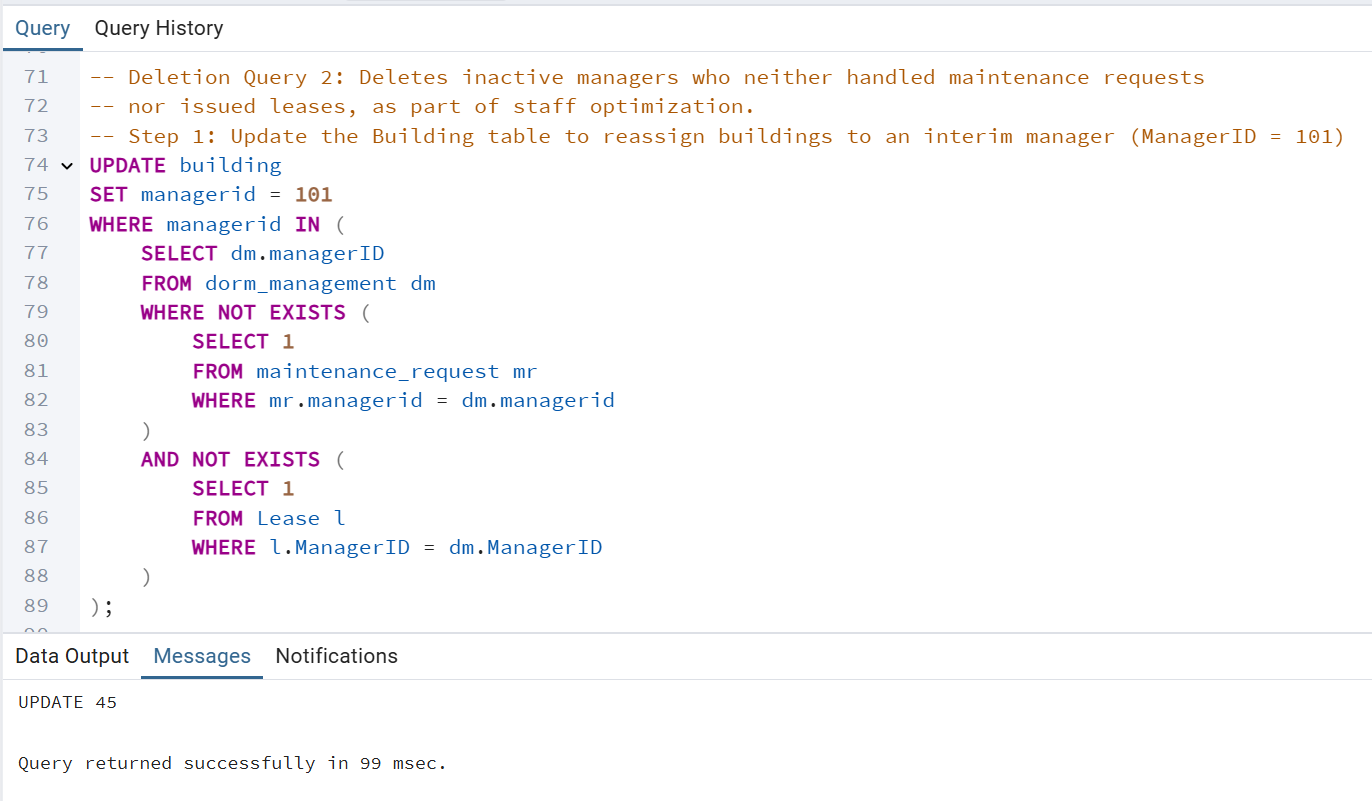 Query Query History
71 -- Deletion Query 2: Deletes inactive managers who neither handled maintenance requests
72 -- nor issued leases, as part of staff optimization.
73 -- Step 1: Update the Building table to reassign buildings to an interim manager (ManagerID = 101)
74 UPDATE building
75 SET managerid = 101
76 WHERE managerid IN (
77 SELECT dm.managerID
78 FROM dorm_management dm
79 WHERE NOT EXISTS (
80 SELECT 1
81 FROM maintenance_request mr
82 WHERE mr.managerid = dm.managerid
83 )
84 AND NOT EXISTS (
85 SELECT 1
86 FROM Lease l
87 WHERE l.ManagerID = dm.ManagerID
88 )
89 );
Data Output Messages Notifications
UPDATE 45
Query returned successfully in 99 msec.